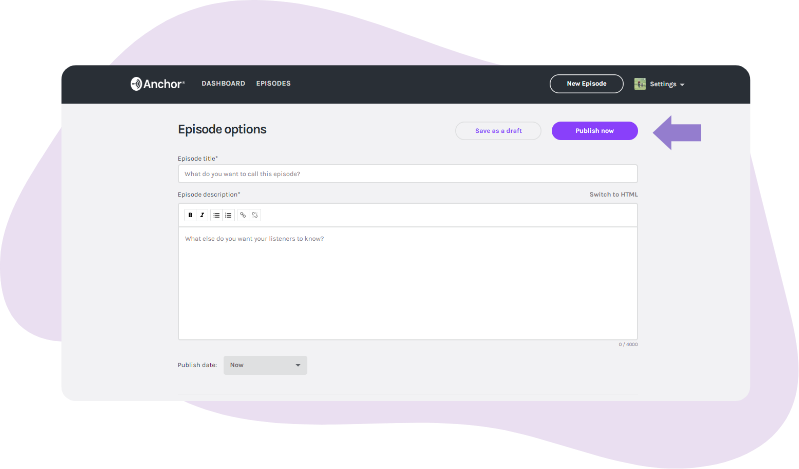 Anchor
DASHBOARD EPISODES New Episode Settings
Episode options Save as a draft Publish now
Episode title*
What do you want to call this episode?
Episode description* Switch to HTML
B I
What else do you want your listeners to know?
0 / 4000
Publish date: Now